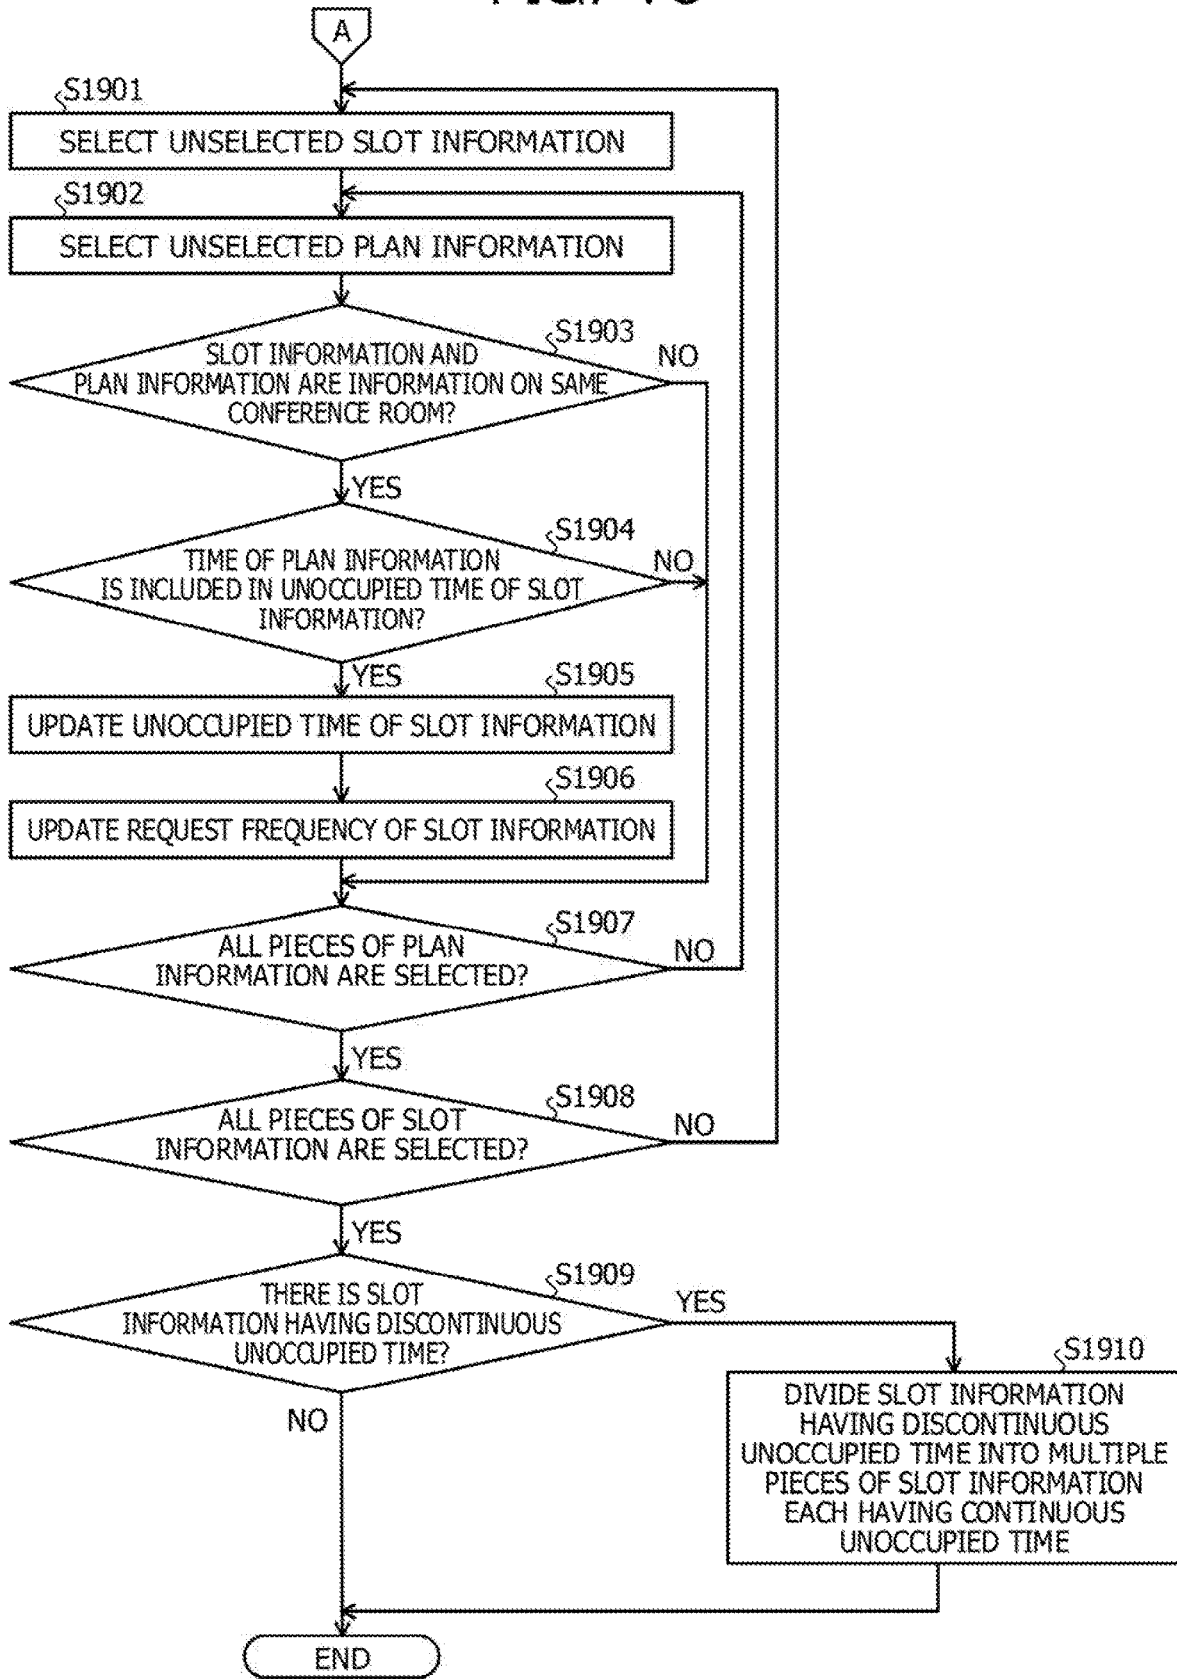 A
S1901
SELECT UNSELECTED SLOT INFORMATION
S1902
SELECT UNSELECTED PLAN INFORMATION
S1903
SLOT INFORMATION AND
PLAN INFORMATION ARE INFORMATION ON SAME
CONFERENCE ROOM?
NO
YES
S1904
TIME OF PLAN INFORMATION
IS INCLUDED IN UNOCCUPIED TIME OF SLOT
INFORMATION?
NO
YES
S1905
UPDATE UNOCCUPIED TIME OF SLOT INFORMATION
S1906
UPDATE REQUEST FREQUENCY OF SLOT INFORMATION
S1907
ALL PIECES OF PLAN
INFORMATION ARE SELECTED?
NO
YES
S1908
ALL PIECES OF SLOT
INFORMATION ARE SELECTED?
NO
YES
S1909
THERE IS SLOT
INFORMATION HAVING DISCONTINUOUS
UNOCCUPIED TIME?
YES
NO
S1910
DIVIDE SLOT INFORMATION
HAVING DISCONTINUOUS
UNOCCUPIED TIME INTO MULTIPLE
PIECES OF SLOT INFORMATION
EACH HAVING CONTINUOUS
UNOCCUPIED TIME
END